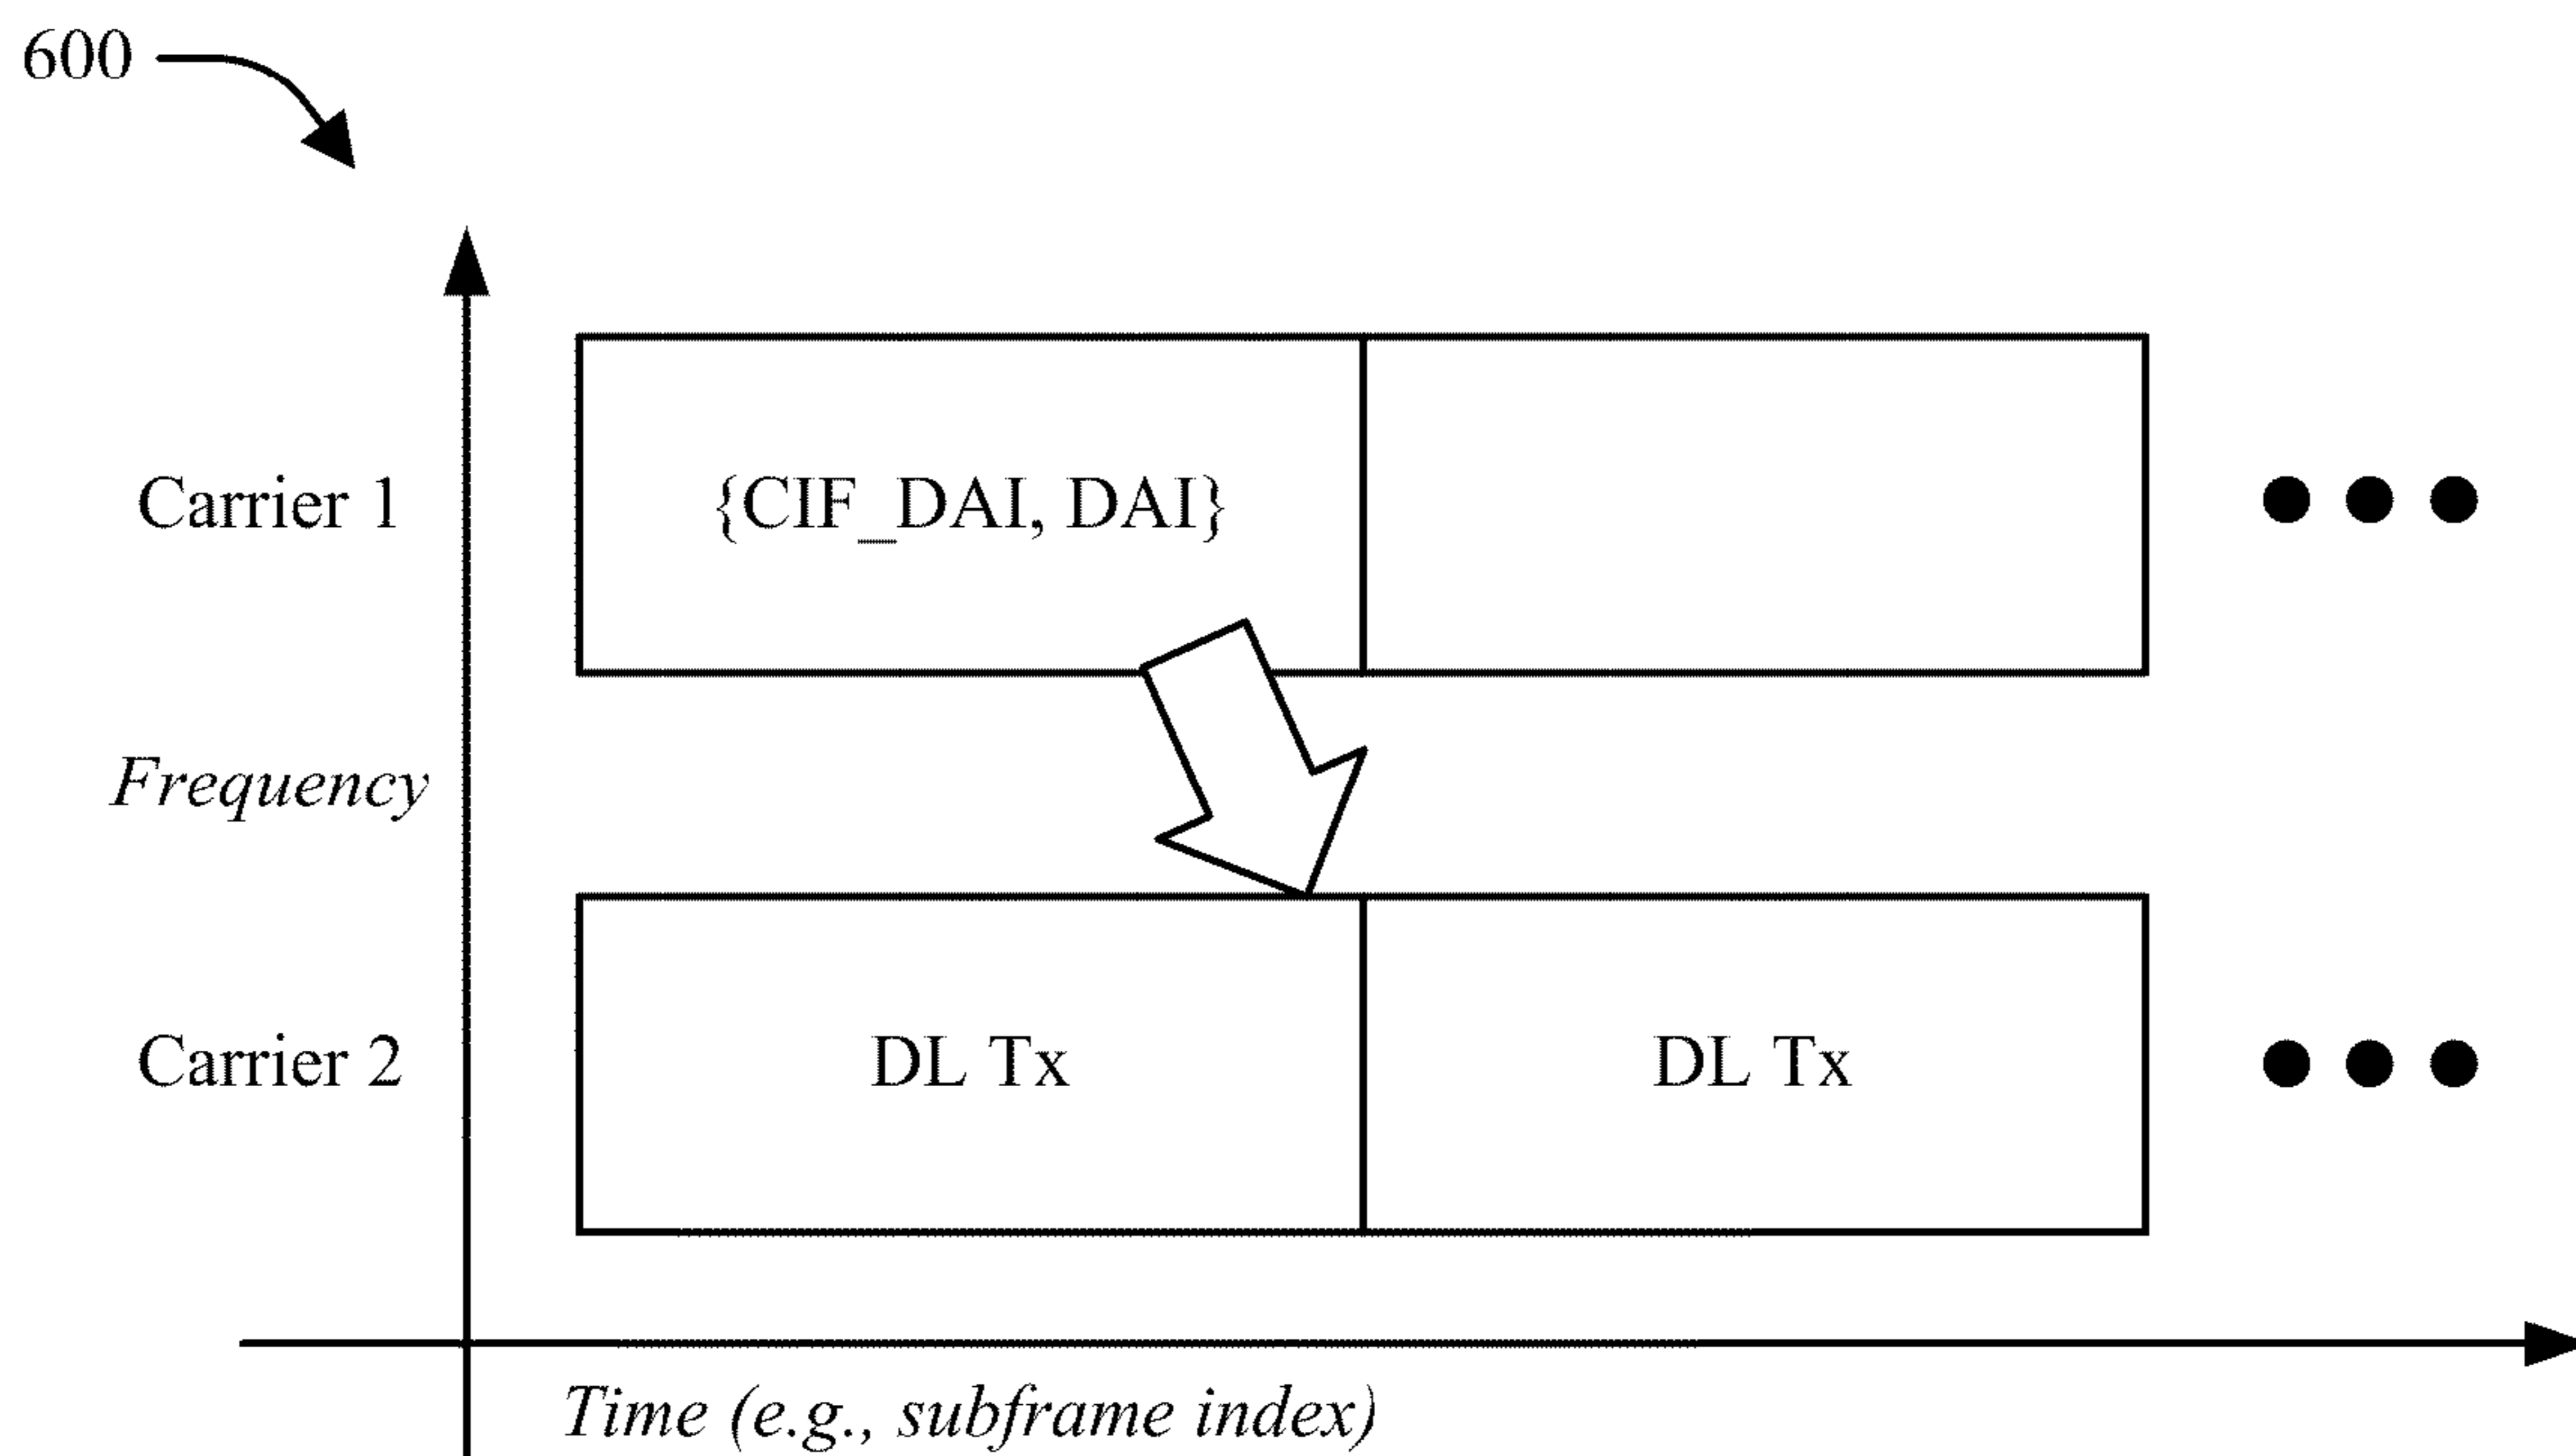 600
Carrier 1
{CIF_DAI, DAI}
Frequency
Carrier 2
DL Tx
DL Tx
Time (e.g., subframe index)